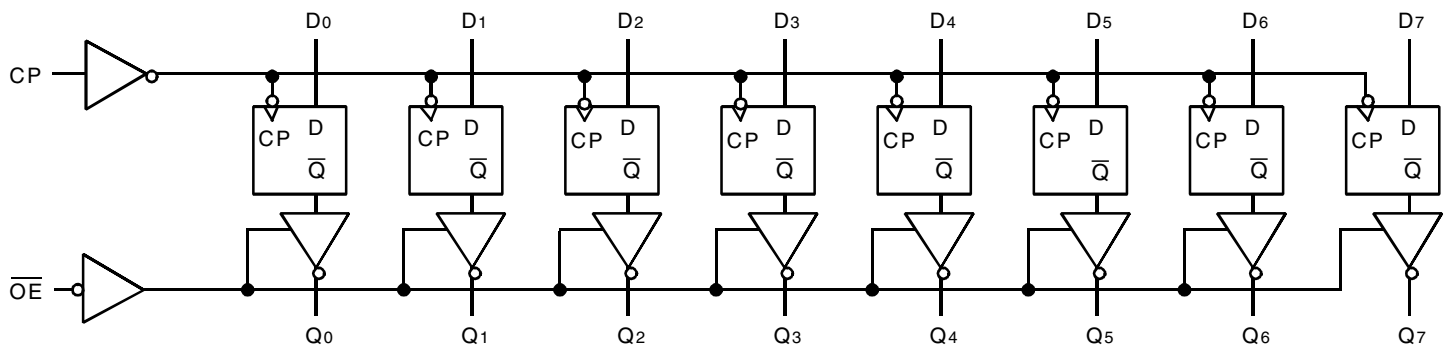 D0 D1 D2 D3 D4 D5 D6 D7
CP
CP D CP D CP D CP D CP D CP D CP D CP D
Q̅ Q̅ Q̅ Q̅ Q̅ Q̅ Q̅ Q̅
O̅E̅
Q0 Q1 Q2 Q3 Q4 Q5 Q6 Q7